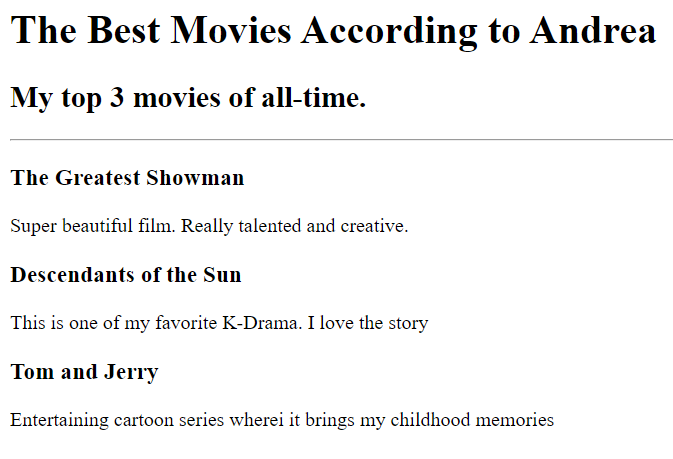 The Best Movies According to Andrea
My top 3 movies of all-time.
The Greatest Showman
Super beautiful film. Really talented and creative.
Descendants of the Sun
This is one of my favorite K-Drama. I love the story
Tom and Jerry
Entertaining cartoon series wherei it brings my childhood memories